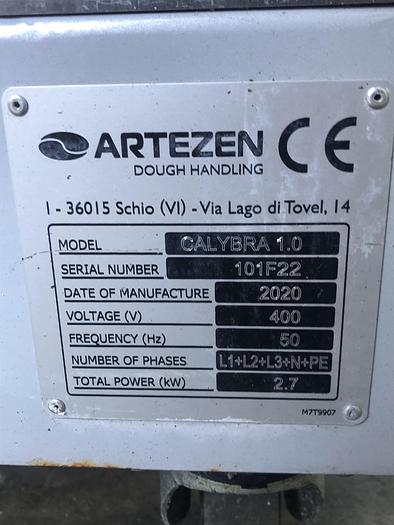 ARTEZEN CE
DOUGH HANDLING
I - 36015 Schio (VI) - Via Lago di Tovel, 14
MODEL CALYBRA 1.0
SERIAL NUMBER 101F22
DATE OF MANUFACTURE 2020
VOLTAGE (V) 400
FREQUENCY (Hz) 50
NUMBER OF PHASES L1+L2+L3+N+PE
TOTAL POWER (kW) 2.7
M7T9907